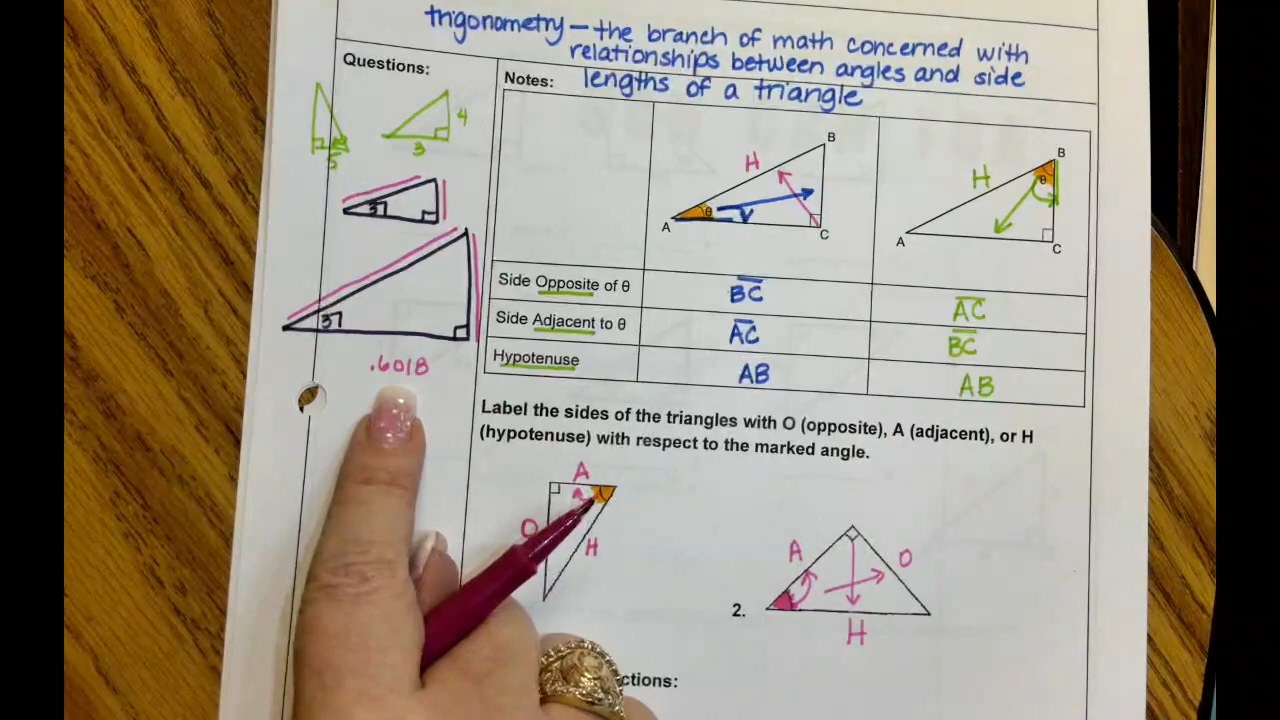 trigonometry – the branch of math concerned with
relationships between angles and side
lengths of a triangle
Questions:
4
3
5
37
37
.6018
Notes:
H
B
θ
A
C
H
B
θ
A
C
Side Opposite of θ
BC
AC
Side Adjacent to θ
AC
BC
Hypotenuse
AB
AB
Label the sides of the triangles with O (opposite), A (adjacent), or H
(hypotenuse) with respect to the marked angle.
A
O
H
2.
A
O
H
ctions: